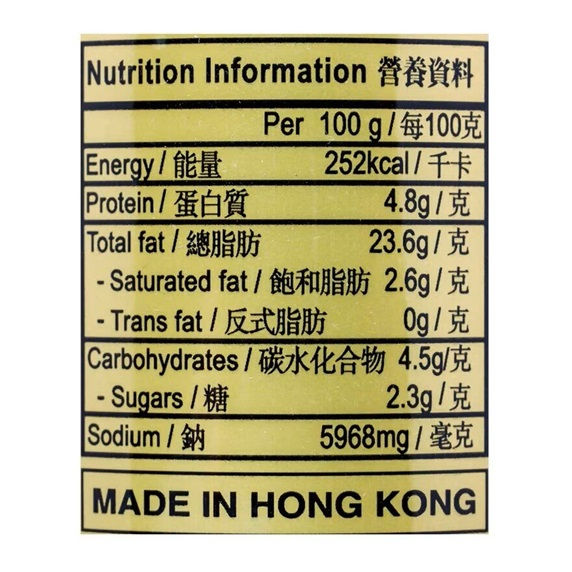 Nutrition Information 營養資料
Per 100 g / 每100克
Energy / 能量 252kcal / 千卡
Protein / 蛋白質 4.8g / 克
Total fat / 總脂肪 23.6g / 克
- Saturated fat / 飽和脂肪 2.6g / 克
- Trans fat / 反式脂肪 0g / 克
Carbohydrates / 碳水化合物 4.5g/克
- Sugars / 糖 2.3g / 克
Sodium / 鈉 5968mg / 毫克
MADE IN HONG KONG